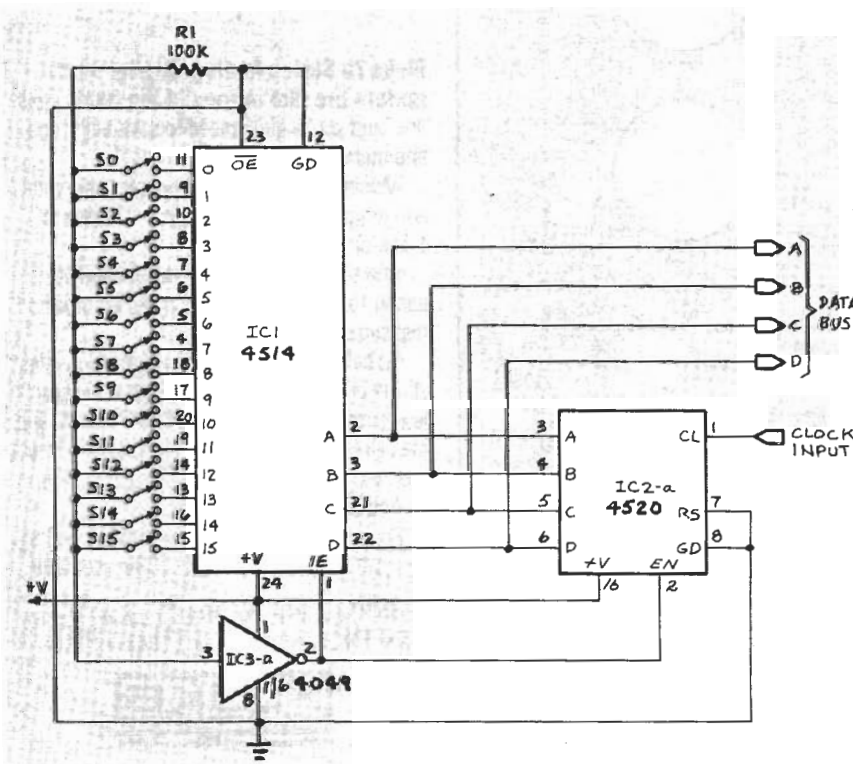 R1
100K
23 12
OE GD
S0 11 0
S1 9 1
S2 10 2
S3 8 3
S4 7 4
S5 6 5
S6 5 6
S7 4 7
S8 18 8
S9 17 9
S10 20 10
S11 19 11
S12 14 12
S13 13 13
S14 16 14
S15 15 15
IC1
4514
A 2
B 3
C 21
D 22
+V IE
24 1
A
B
C
D
DATA
BUS
3 A
4 B
5 C
6 D
IC2-a
4520
CL 1
CLOCK
INPUT
RS 7
GD 8
+V EN
16 2
+V
1
3 IC3-a 2
8 1/6 4049